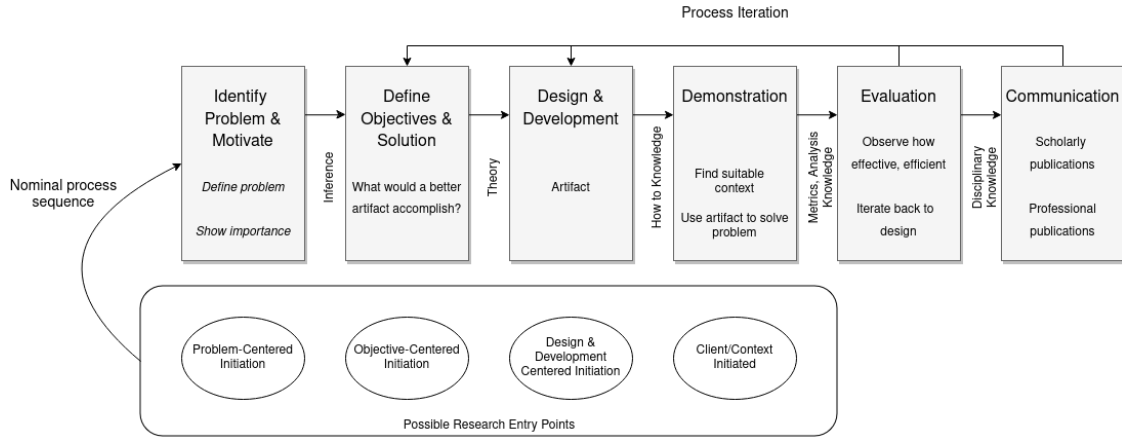 Process Iteration
Identify
Problem &
Motivate
Define problem
Show importance
Inference
Define
Objectives &
Solution
What would a better
artifact accomplish?
Theory
Design &
Development
Artifact
How to Knowledge
Demonstration
Find suitable
context
Use artifact to solve
problem
Metrics, Analysis
Knowledge
Evaluation
Observe how
effective, efficient
Iterate back to
design
Disciplinary
Knowledge
Communication
Scholarly
publications
Professional
publications
Nominal process
sequence
Problem-Centered
Initiation
Objective-Centered
Initiation
Design &
Development
Centered Initiation
Client/Context
Initiated
Possible Research Entry Points